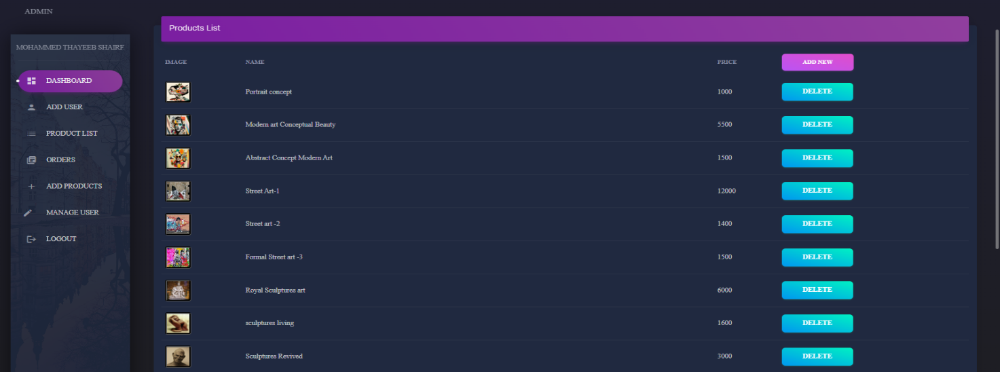 ADMIN
MOHAMMED THAYEEB SHAIRF
DASHBOARD
ADD USER
PRODUCT LIST
ORDERS
ADD PRODUCTS
MANAGE USER
LOGOUT
Products List
IMAGE NAME PRICE ADD NEW
Portrait concept 1000 DELETE
Modern art Conceptual Beauty 5500 DELETE
Abstract Concept Modern Art 1500 DELETE
Street Art-1 12000 DELETE
Street art -2 1400 DELETE
Formal Street art -3 1500 DELETE
Royal Sculptures art 6000 DELETE
sculptures living 1600 DELETE
Sculptures Revived 3000 DELETE